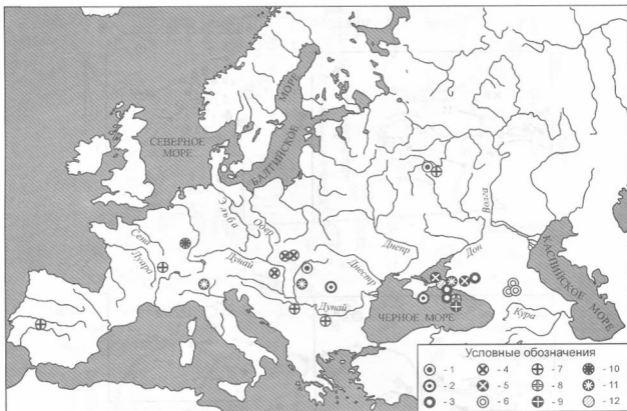 СЕВЕРНОЕ
МОРЕ
БАЛТИЙСКОЕ
МОРЕ
Эльба
Одер
Сена
Луара
Дунай
Днестр
Днепр
Дон
Волга
Дунай
ЧЕРНОЕ МОРЕ
КАСПИЙСКОЕ МОРЕ
Кура
Условные обозначения
- 1 - 4 - 7 - 10
- 2 - 5 - 8 - 11
- 3 - 6 - 9 - 12